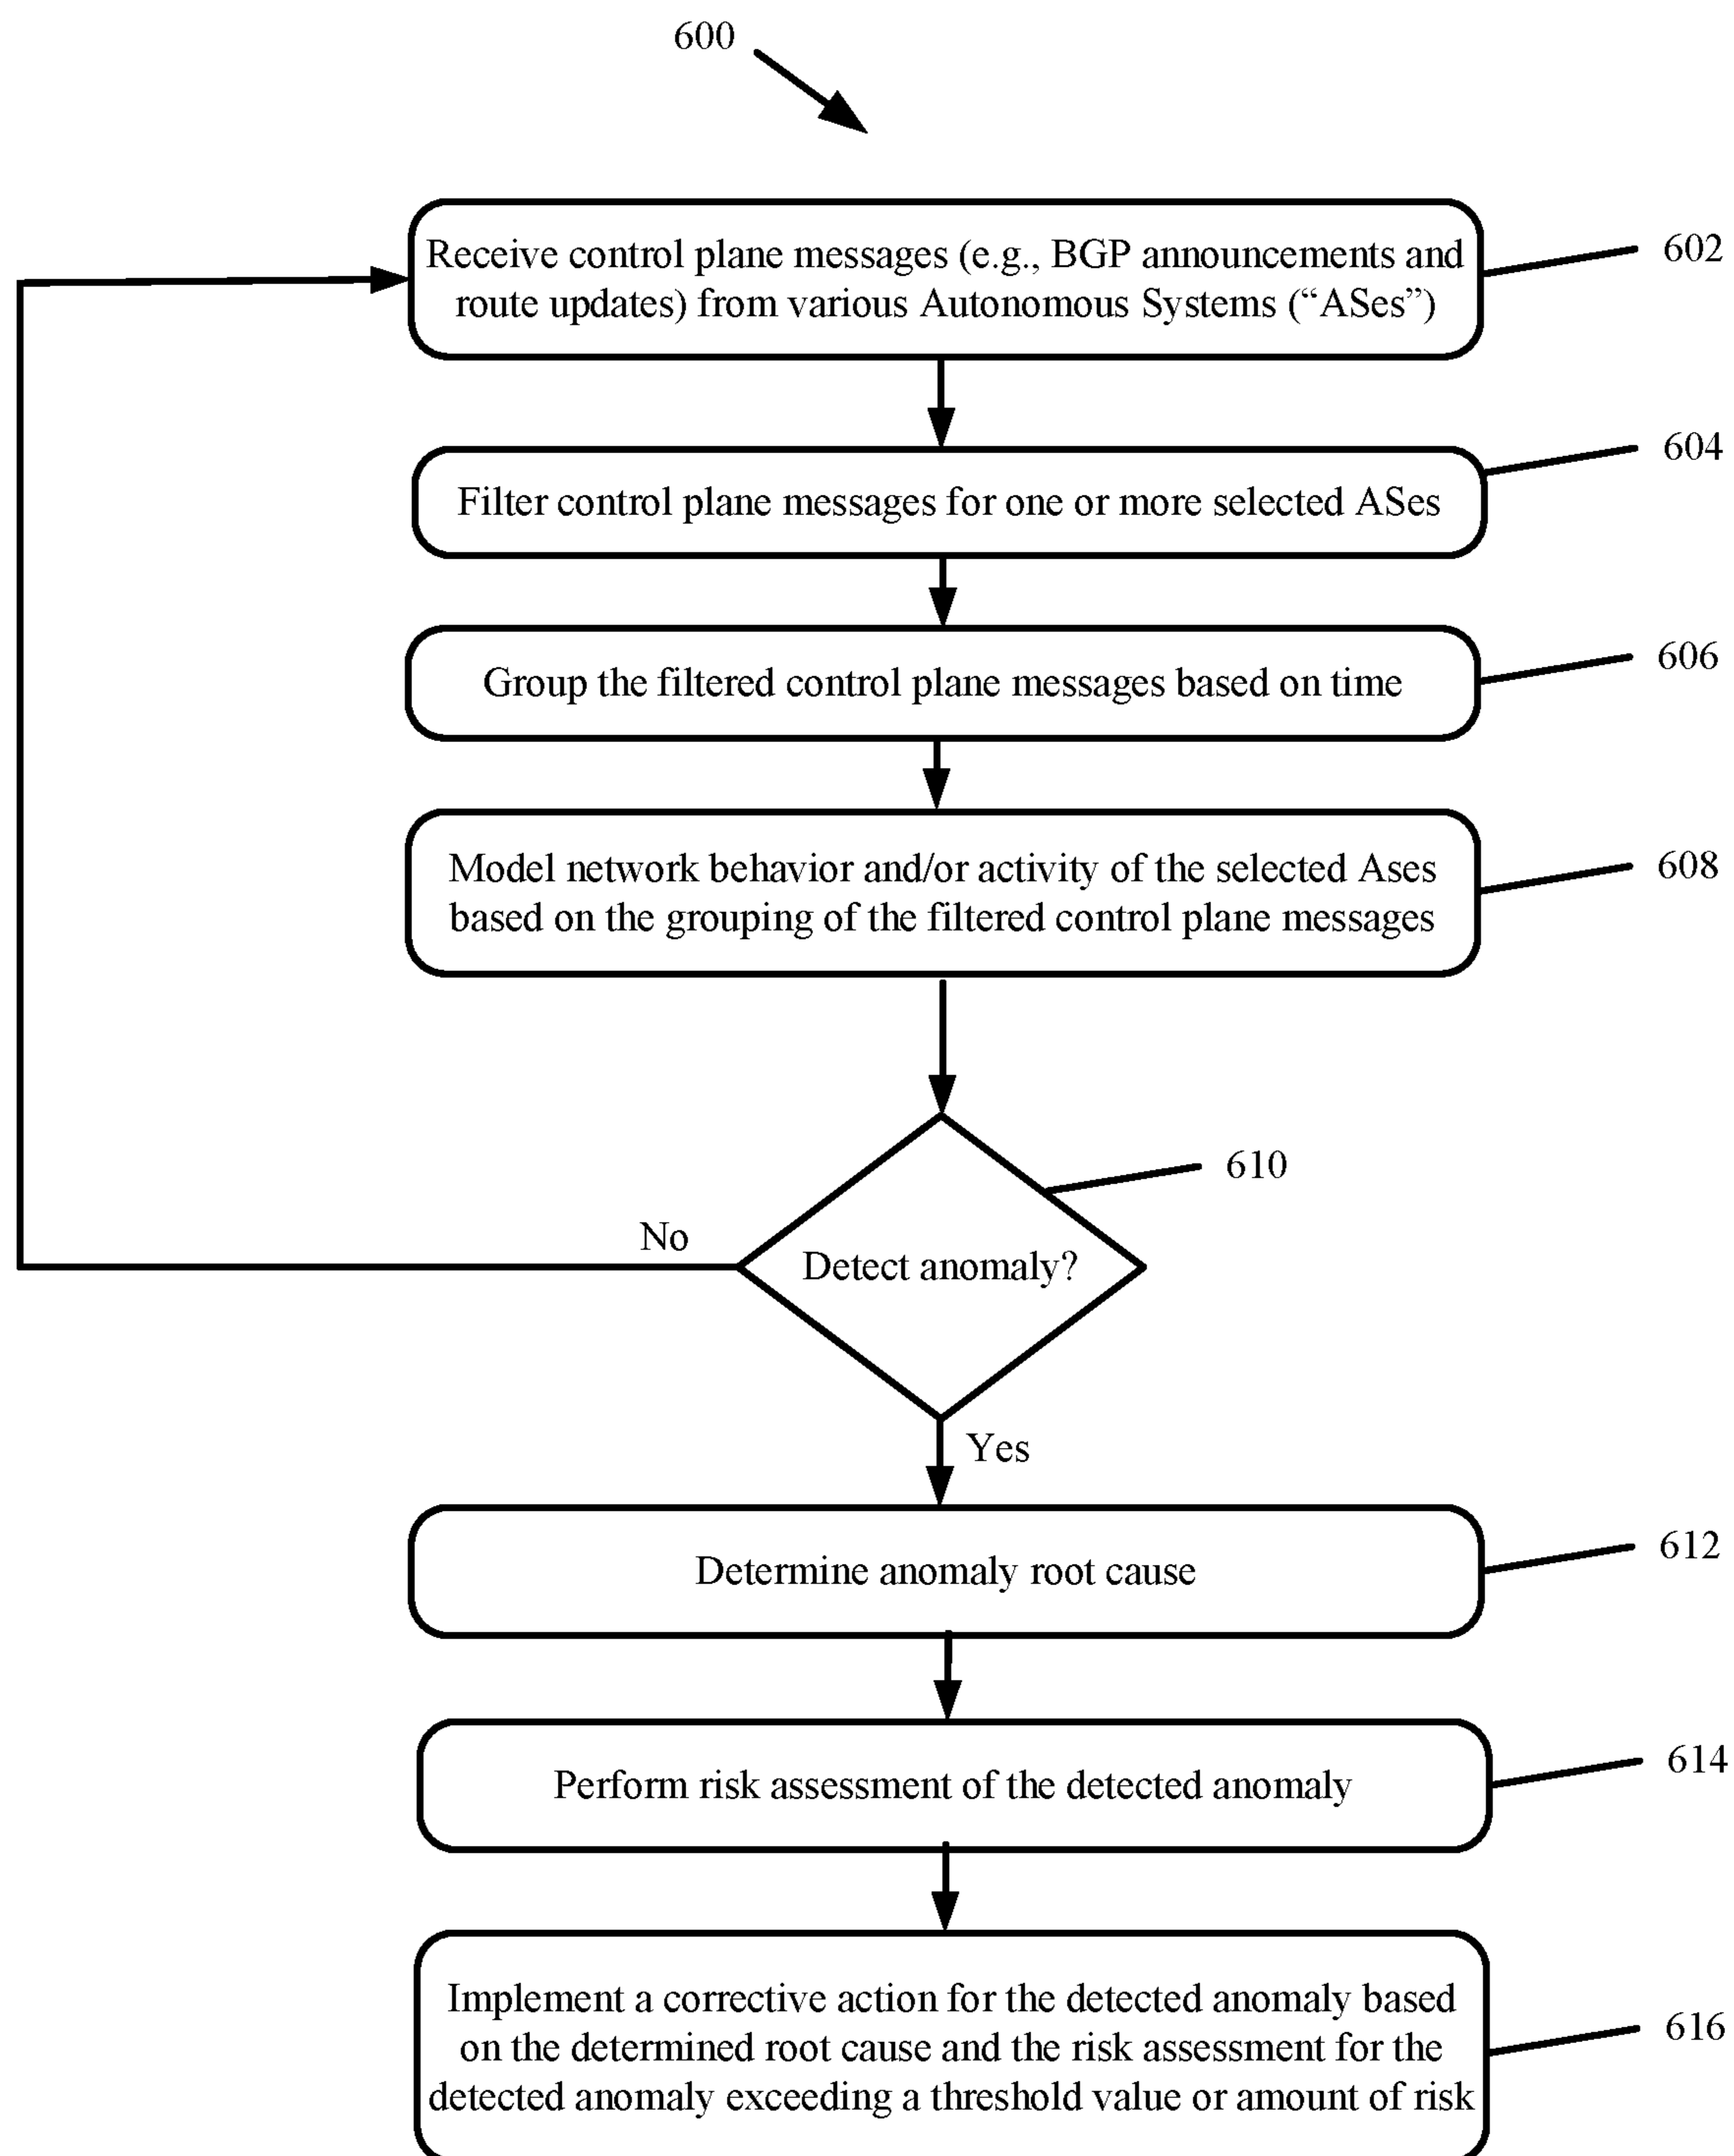 600
Receive control plane messages (e.g., BGP announcements and
route updates) from various Autonomous Systems (“ASes”)
602
Filter control plane messages for one or more selected ASes
604
Group the filtered control plane messages based on time
606
Model network behavior and/or activity of the selected Ases
based on the grouping of the filtered control plane messages
608
610
No
Detect anomaly?
Yes
Determine anomaly root cause
612
Perform risk assessment of the detected anomaly
614
Implement a corrective action for the detected anomaly based
on the determined root cause and the risk assessment for the
detected anomaly exceeding a threshold value or amount of risk
616